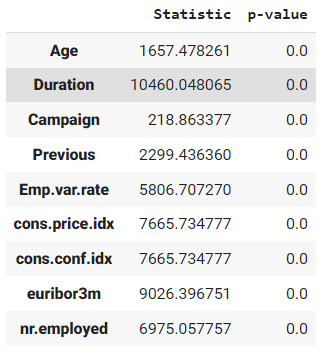 Statistic p-value
Age 1657.478261 0.0
Duration 10460.048065 0.0
Campaign 218.863377 0.0
Previous 2299.436360 0.0
Emp.var.rate 5806.707270 0.0
cons.price.idx 7665.734777 0.0
cons.conf.idx 7665.734777 0.0
euribor3m 9026.396751 0.0
nr.employed 6975.057757 0.0